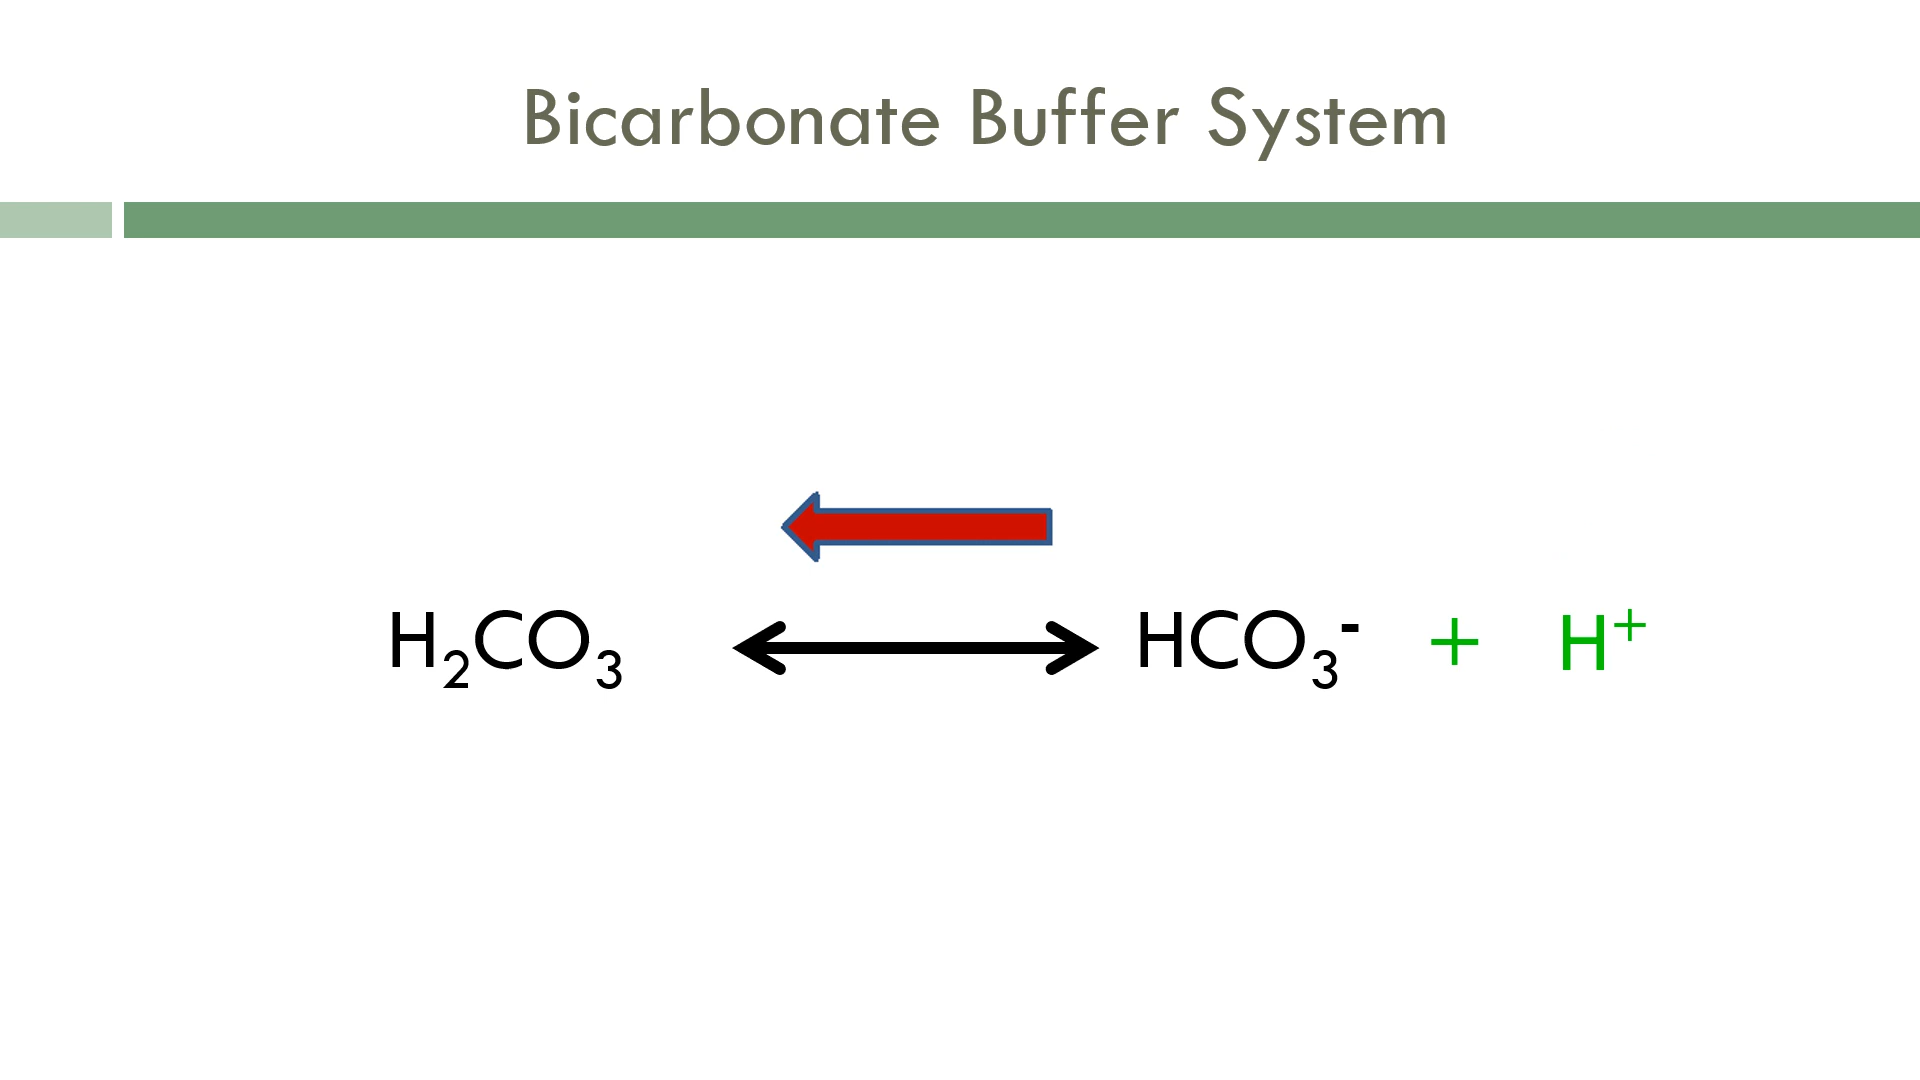 Bicarbonate Buffer System
H₂CO₃ ⟷ HCO₃⁻ + H⁺